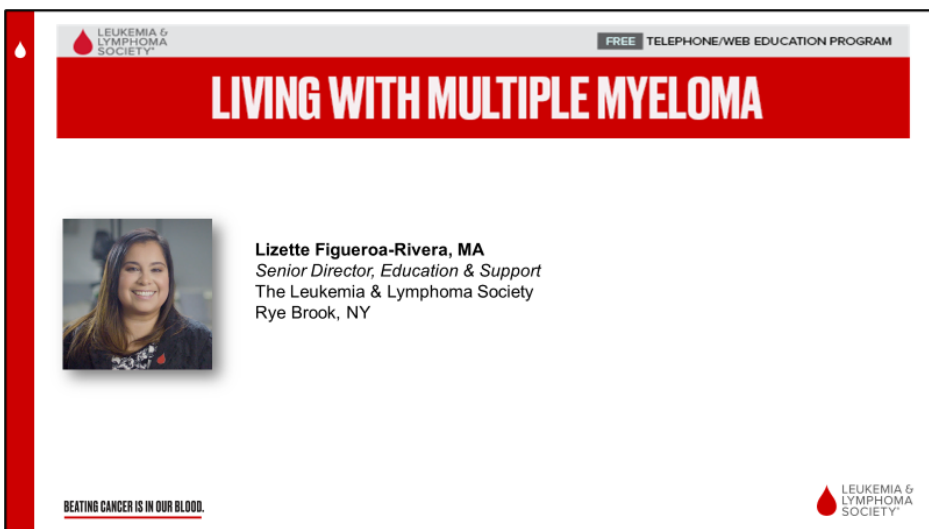 LEUKEMIA &
LYMPHOMA
SOCIETY®
FREE TELEPHONE/WEB EDUCATION PROGRAM
LIVING WITH MULTIPLE MYELOMA
Lizette Figueroa-Rivera, MA
Senior Director, Education & Support
The Leukemia & Lymphoma Society
Rye Brook, NY
BEATING CANCER IS IN OUR BLOOD.
LEUKEMIA &
LYMPHOMA
SOCIETY®